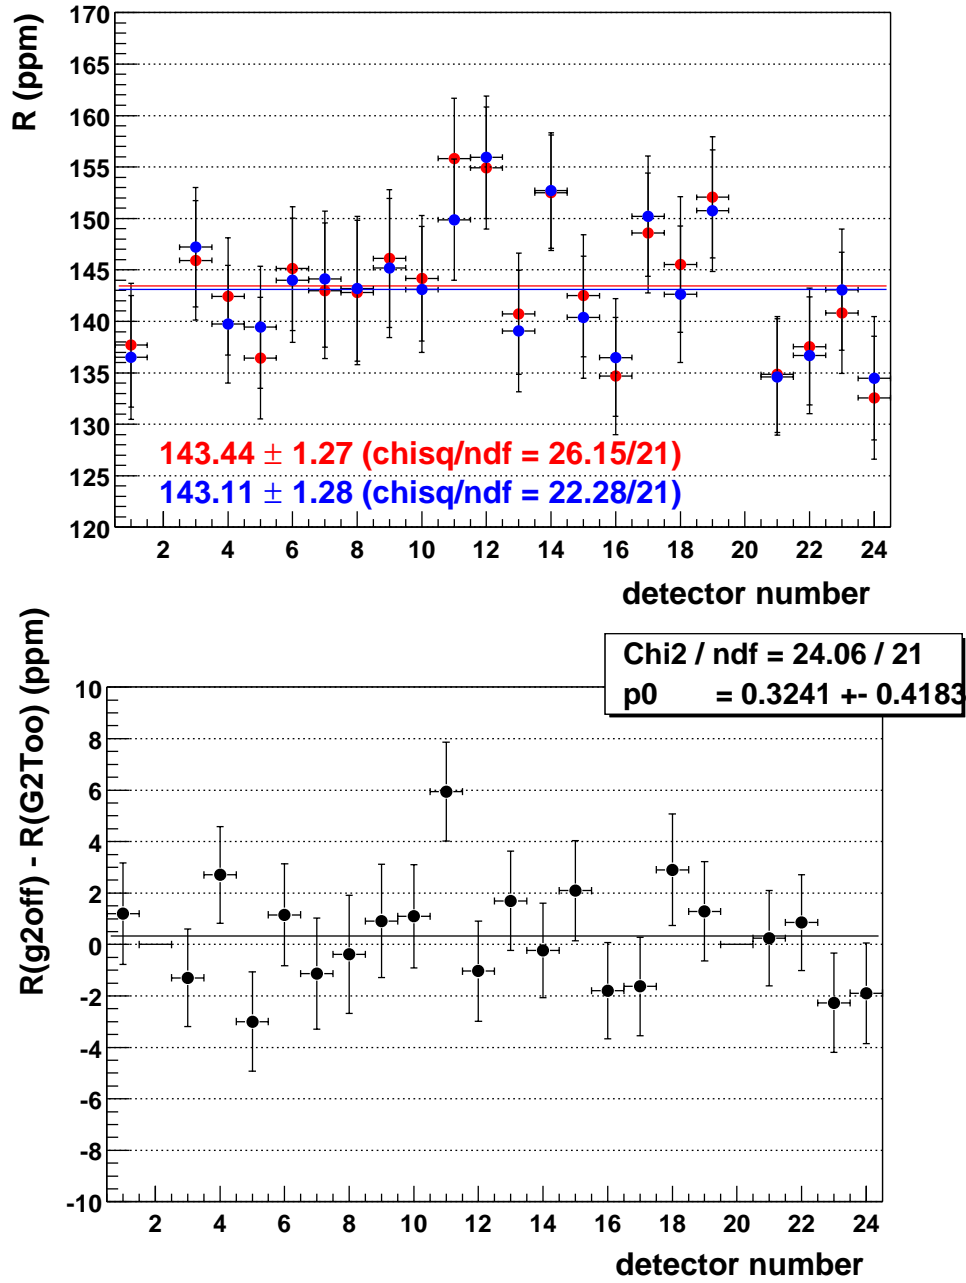 R (ppm)
170
165
160
155
150
145
140
135
130
125
120
143.44 ± 1.27 (chisq/ndf = 26.15/21)
143.11 ± 1.28 (chisq/ndf = 22.28/21)
2 4 6 8 10 12 14 16 18 20 22 24
detector number
R(g2off) - R(G2Too) (ppm)
Chi2 / ndf = 24.06 / 21
p0 = 0.3241 +- 0.4183
10
8
6
4
2
0
-2
-4
-6
-8
-10
2 4 6 8 10 12 14 16 18 20 22 24
detector number